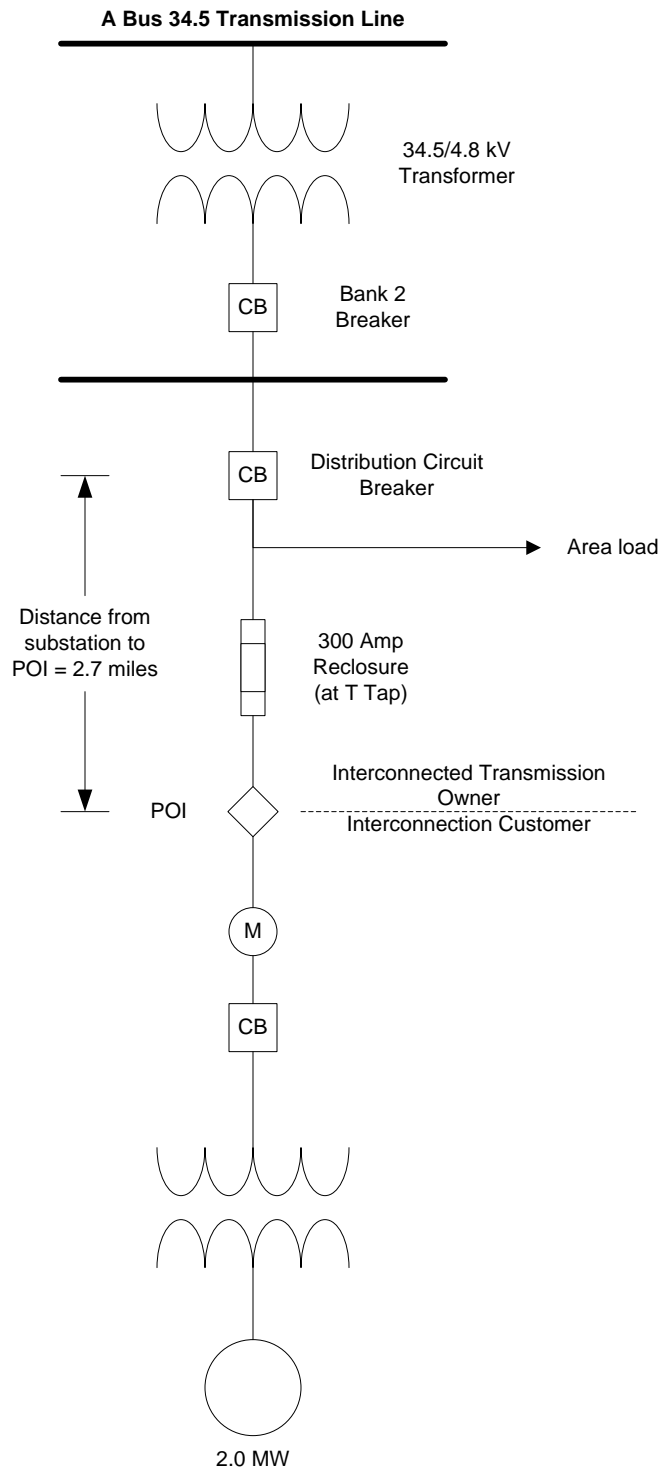 A Bus 34.5 Transmission Line
34.5/4.8 kV
Transformer
CB
Bank 2
Breaker
CB
Distribution Circuit
Breaker
Area load
Distance from
substation to
POI = 2.7 miles
300 Amp
Reclosure
(at T Tap)
POI
Interconnected Transmission
Owner
Interconnection Customer
M
CB
2.0 MW